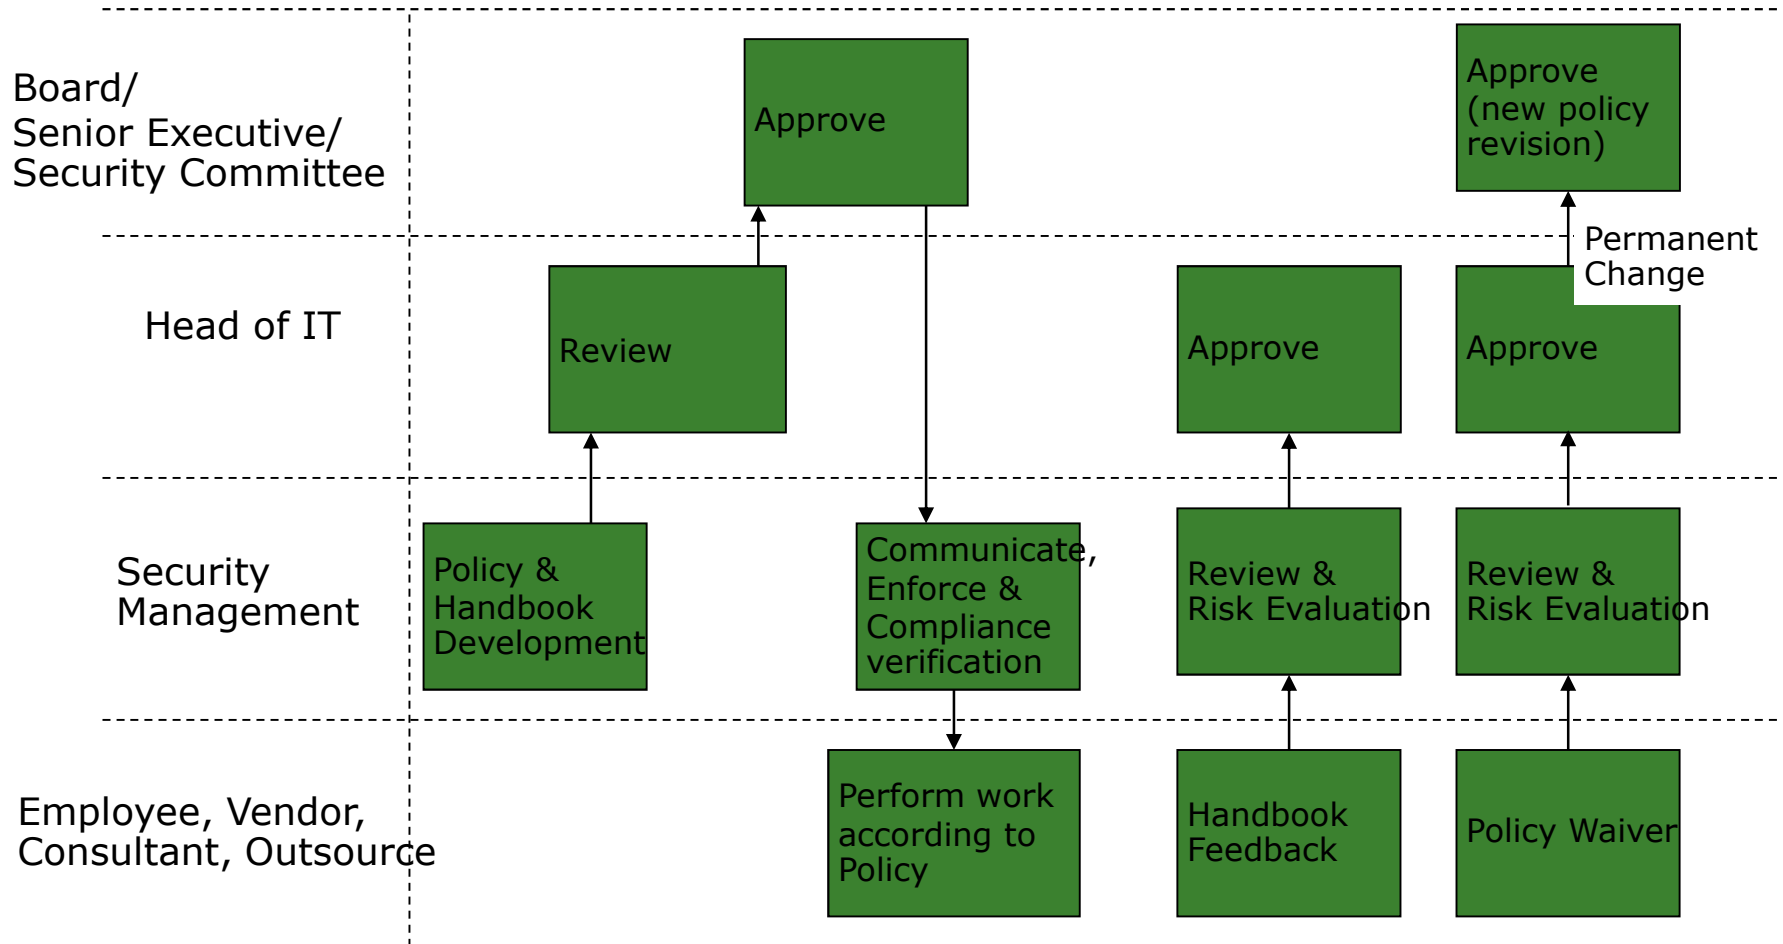 Board/
Senior Executive/
Security Committee
Approve
Approve
(new policy
revision)
Permanent
Change
Head of IT
Review
Approve
Approve
Security
Management
Policy &
Handbook
Development
Communicate,
Enforce &
Compliance
verification
Review &
Risk Evaluation
Review &
Risk Evaluation
Employee, Vendor,
Consultant, Outsource
Perform work
according to
Policy
Handbook
Feedback
Policy Waiver